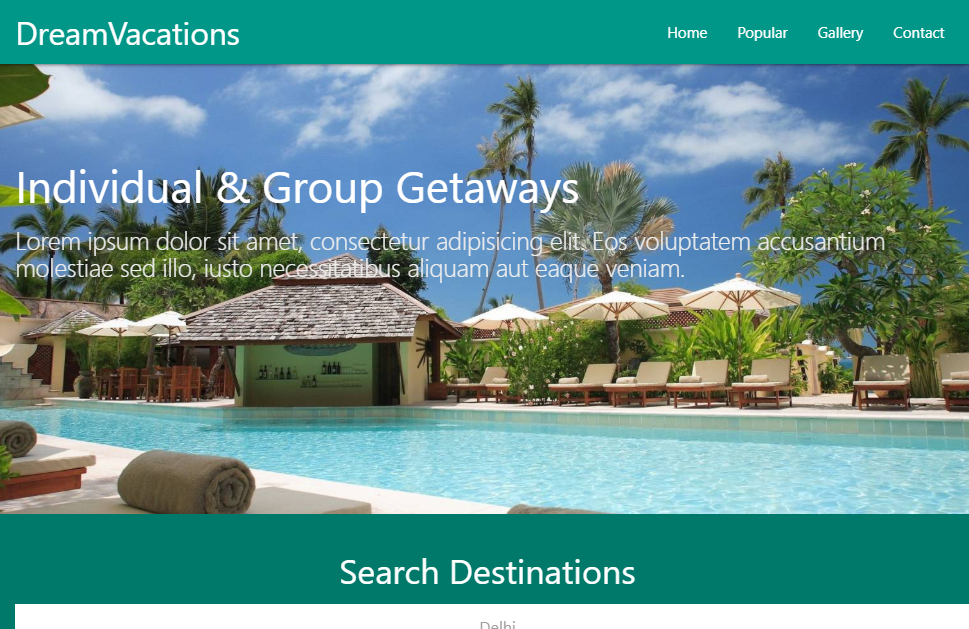 DreamVacations
Home Popular Gallery Contact
Individual & Group Getaways
Lorem ipsum dolor sit amet, consectetur adipisicing elit. Eos voluptatem accusantium
molestiae sed illo, iusto necessitatibus aliquam aut eaque veniam.
Search Destinations
Delhi